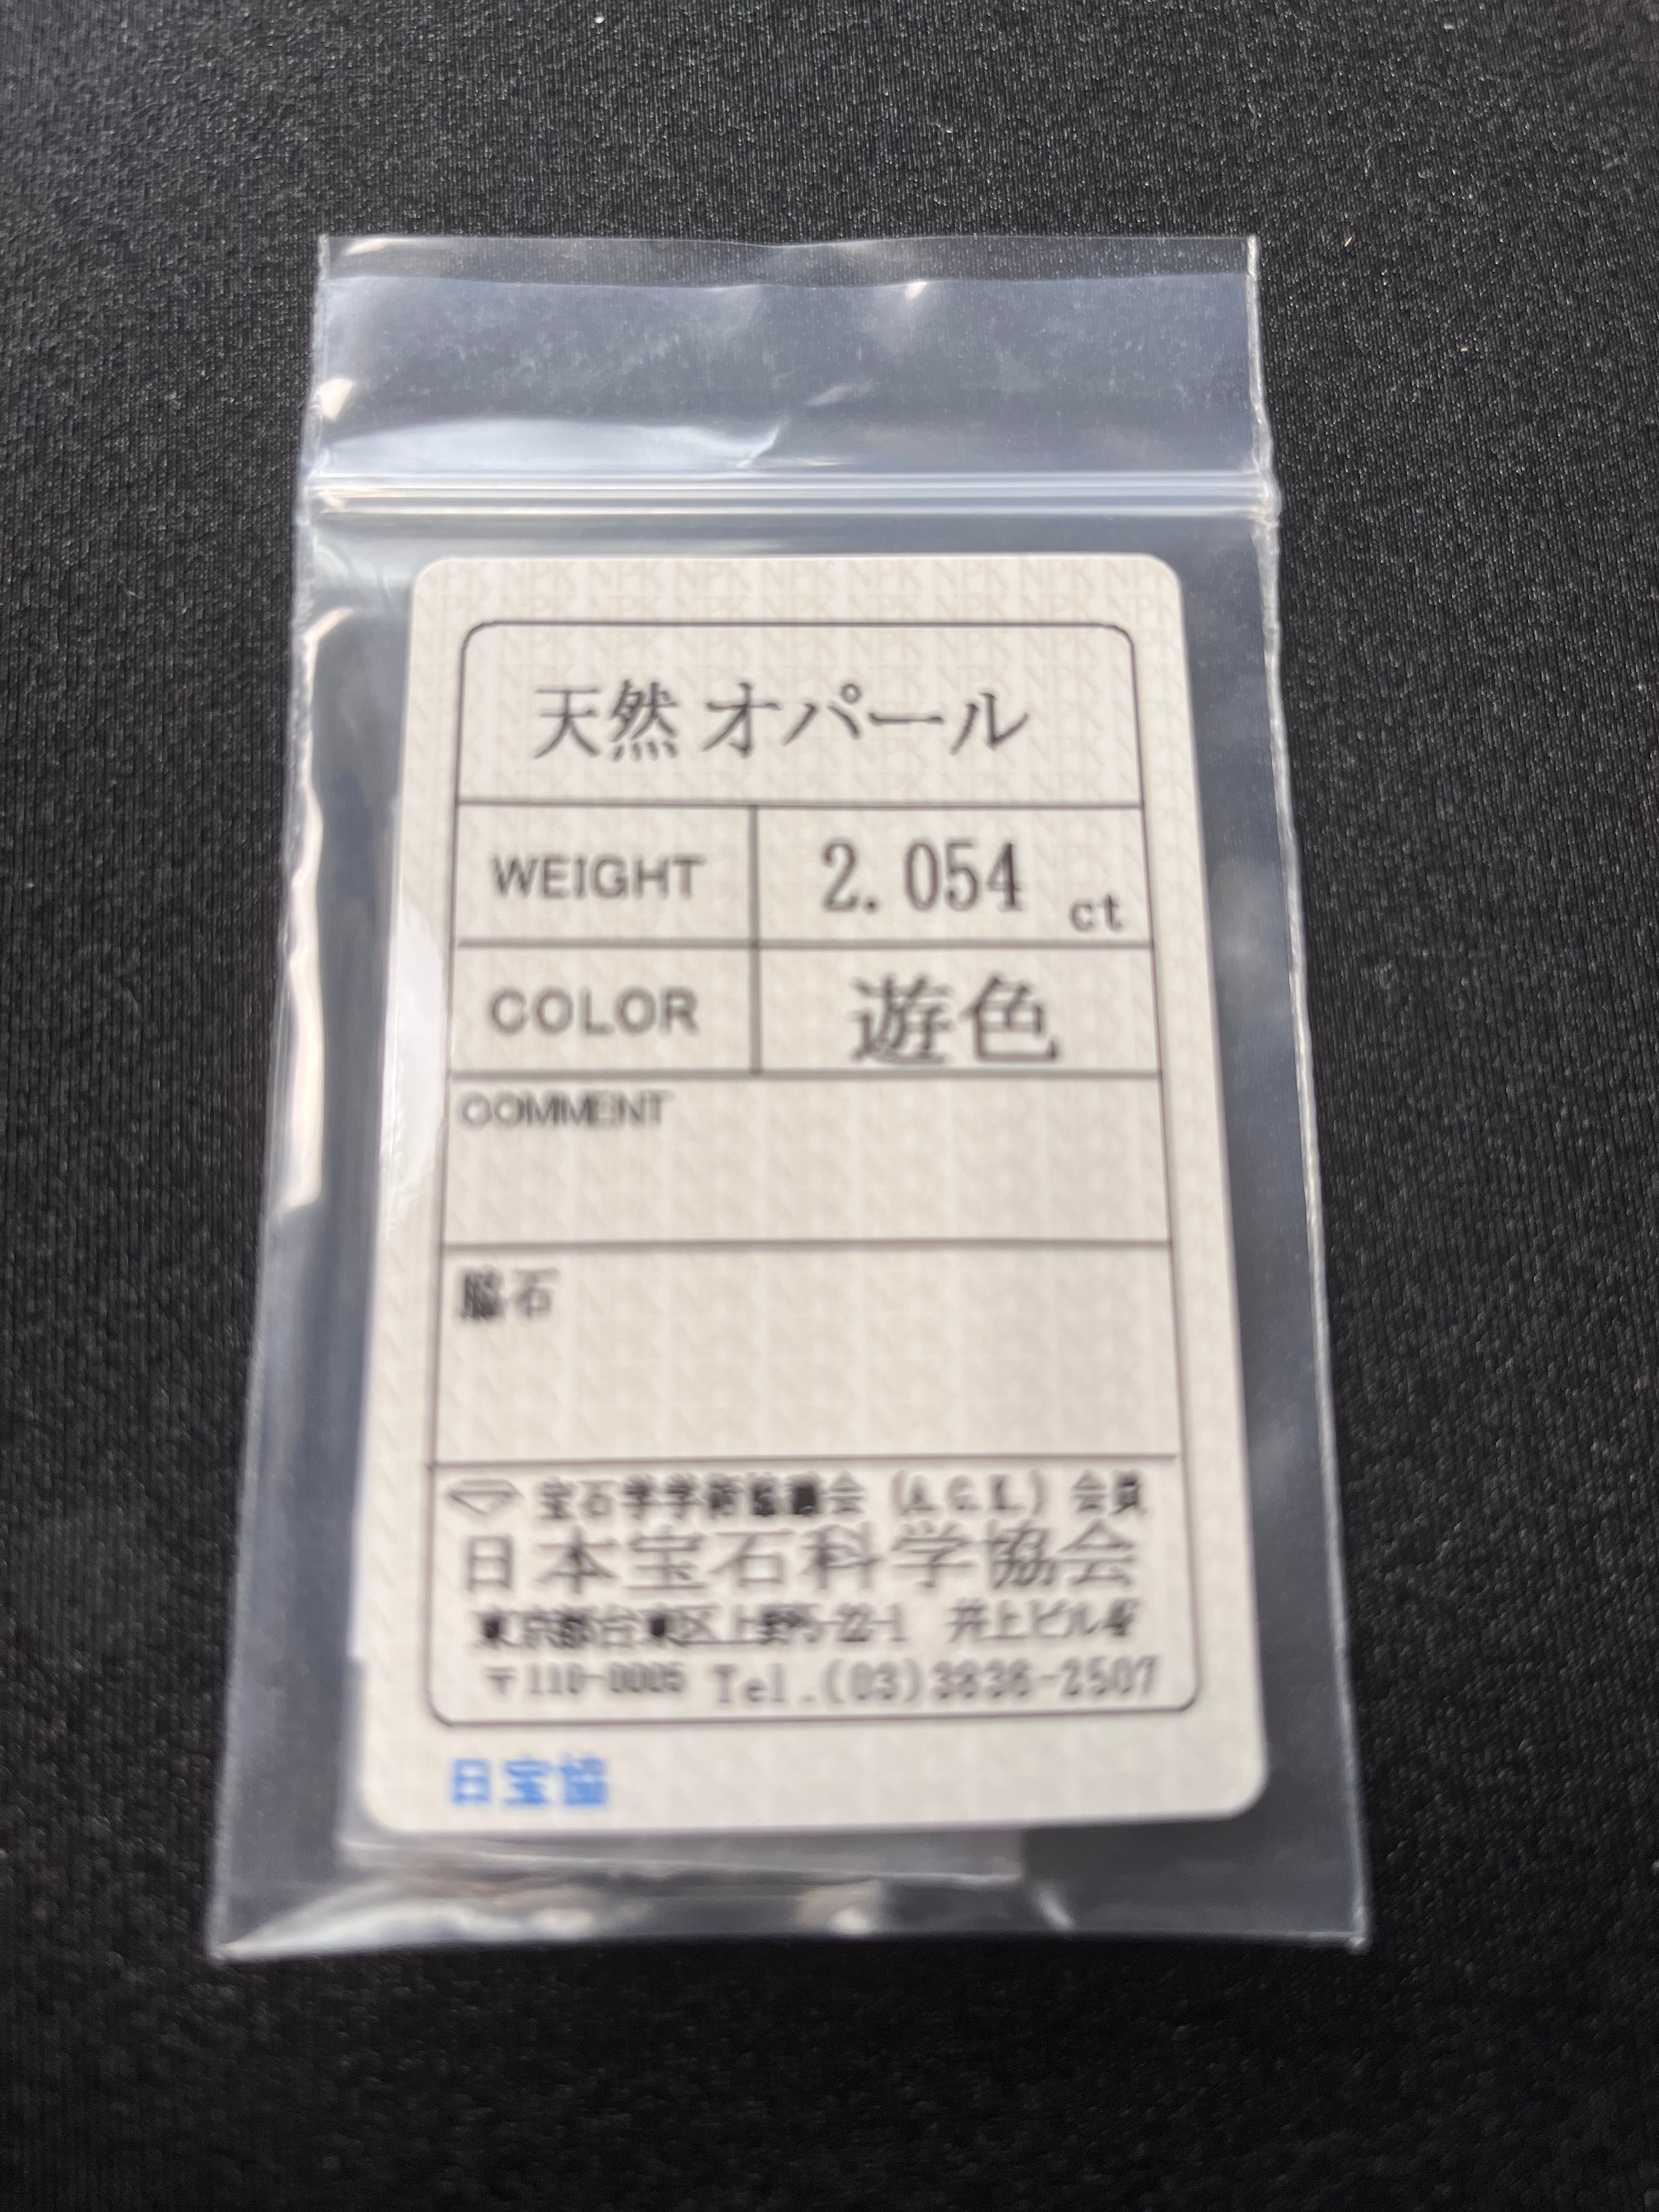 天然 オパール
WEIGHT 2.054 ct
COLOR 遊色
COMMENT
脇石
宝石学学術協議会 (A.G.K.) 会員
日本宝石科学協会
東京都台東区上野5-22-1 井上ビル4F
〒110-0005 Tel.(03)3836-2507
日宝協